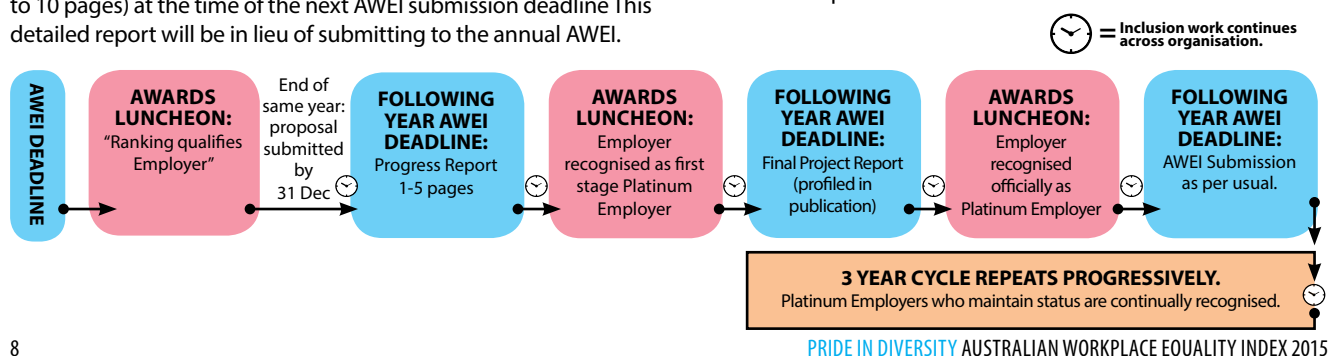 to 10 pages) at the time of the next AWEI submission deadline This
detailed report will be in lieu of submitting to the annual AWEI.
= Inclusion work continues
across organisation.
AWEI DEADLINE
AWARDS
LUNCHEON:
"Ranking qualifies
Employer"
End of
same year:
proposal
submitted
by
31 Dec
FOLLOWING
YEAR AWEI
DEADLINE:
Progress Report
1-5 pages
AWARDS
LUNCHEON:
Employer
recognised as first
stage Platinum
Employer
FOLLOWING
YEAR AWEI
DEADLINE:
Final Project Report
(profiled in
publication)
AWARDS
LUNCHEON:
Employer
recognised
officially as
Platinum Employer
FOLLOWING
YEAR AWEI
DEADLINE:
AWEI Submission
as per usual.
3 YEAR CYCLE REPEATS PROGRESSIVELY.
Platinum Employers who maintain status are continually recognised.
8
PRIDE IN DIVERSITY AUSTRALIAN WORKPLACE EQUALITY INDEX 2015